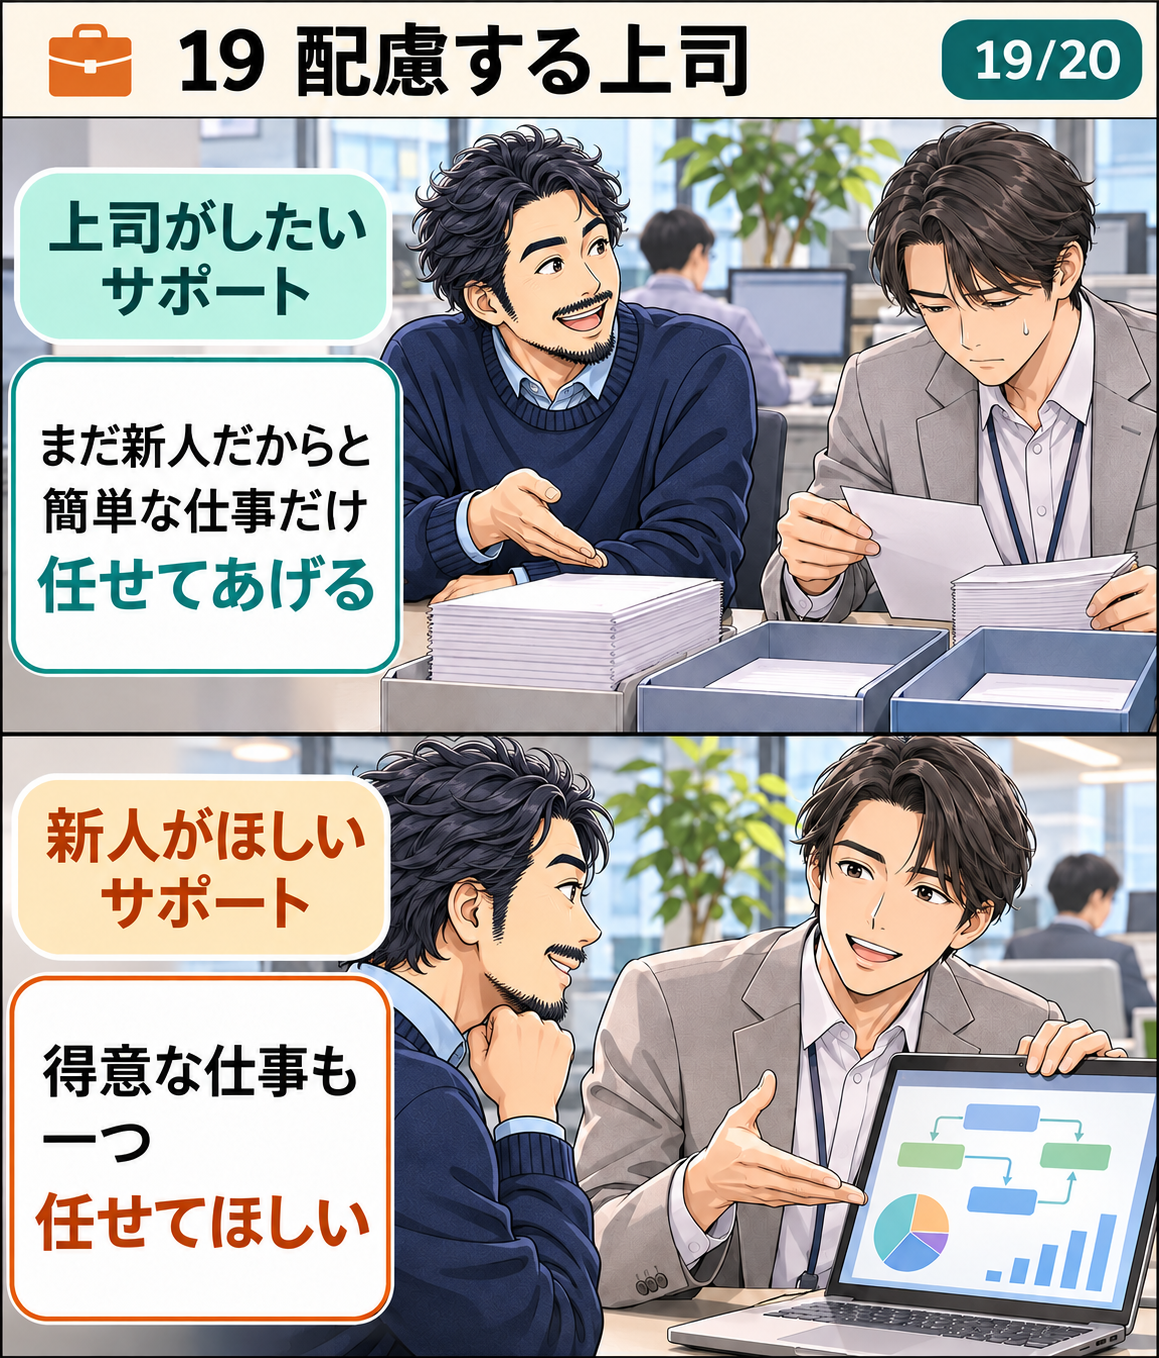 19 配慮する上司
19/20
上司がしたい
サポート
まだ新人だからと
簡単な仕事だけ
任せてあげる
新人がほしい
サポート
得意な仕事も
一つ
任せてほしい